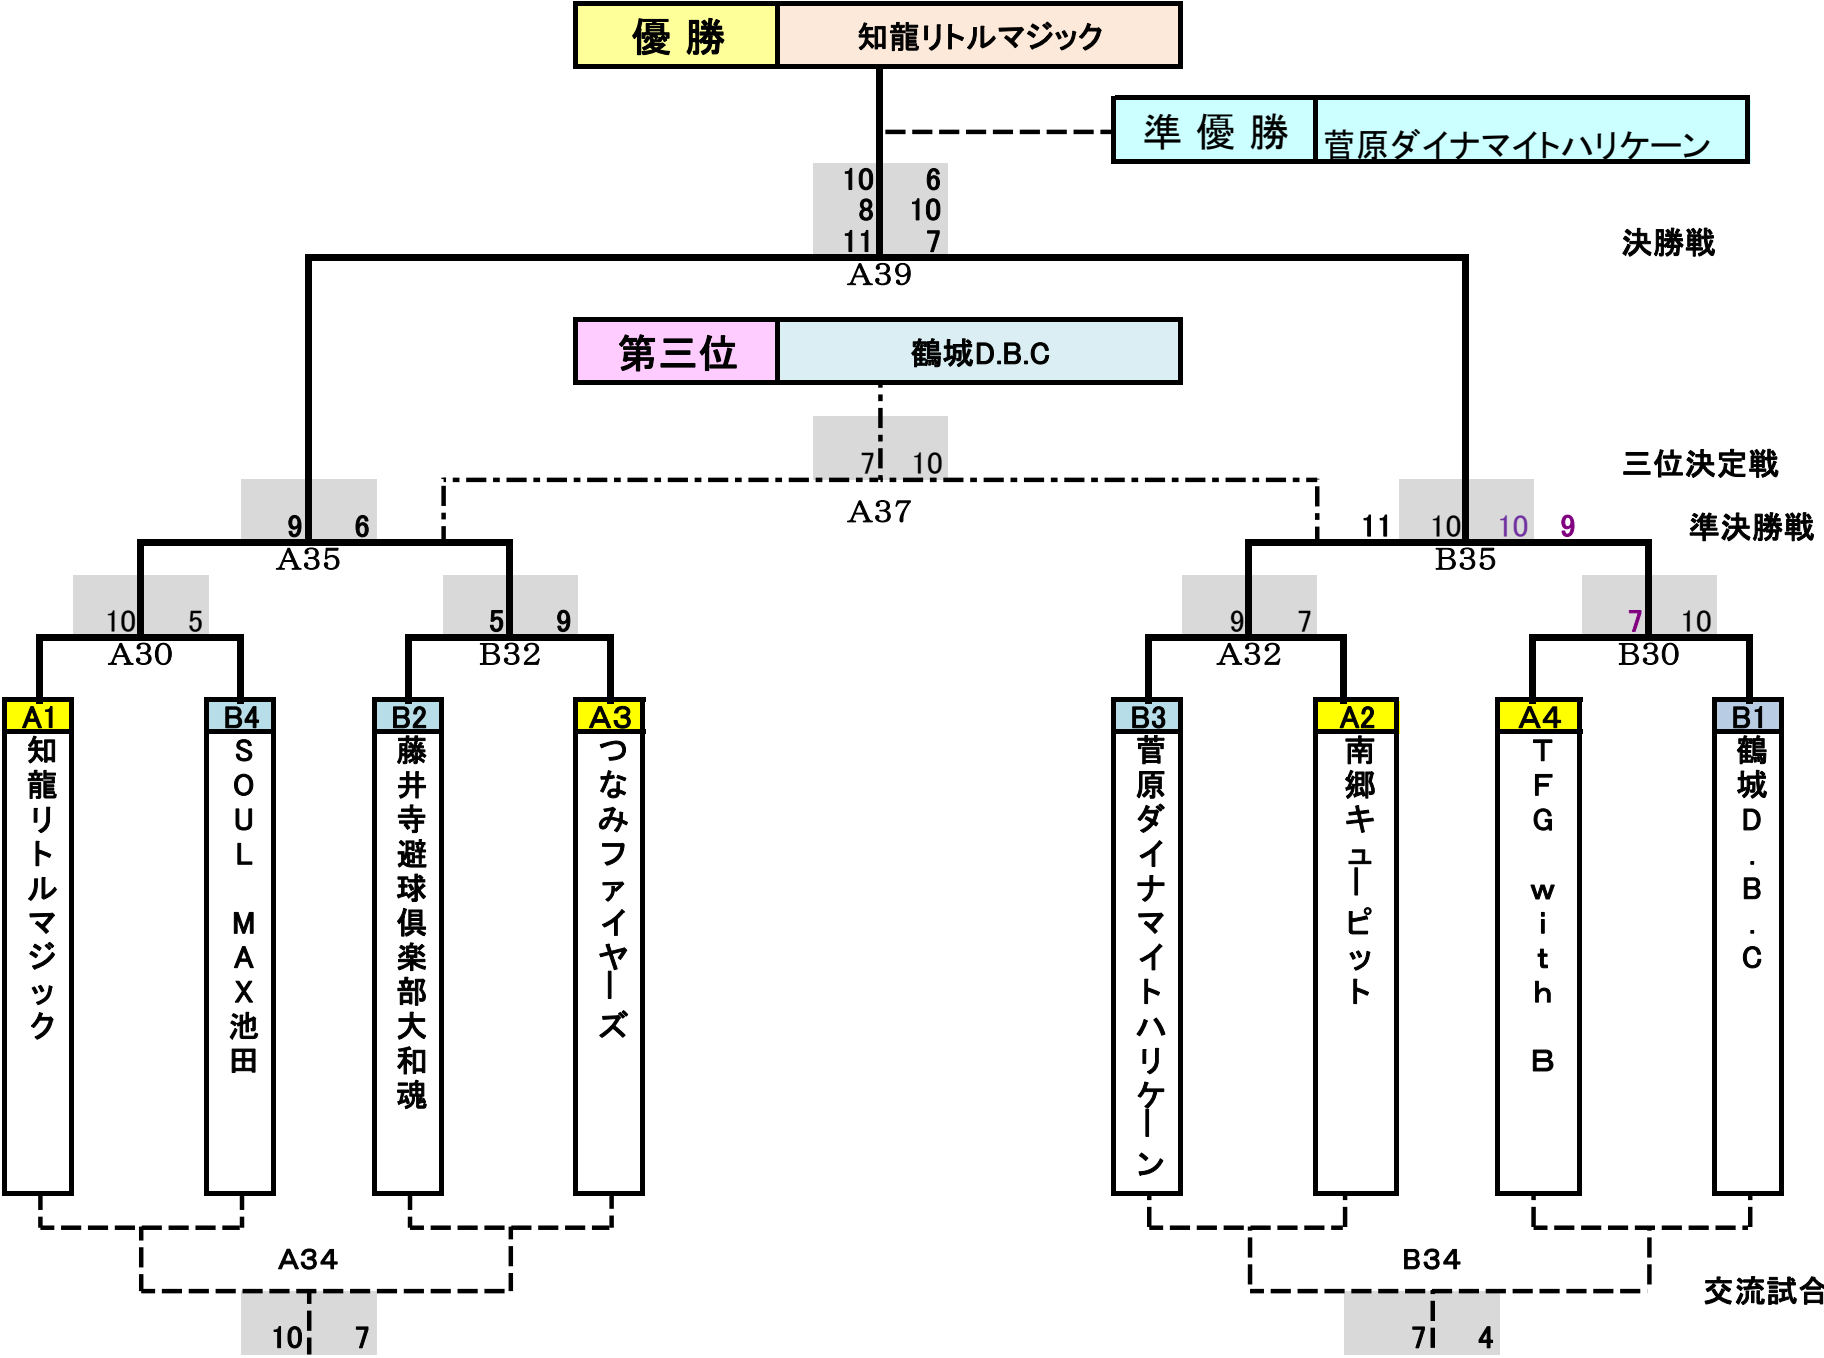 優 勝 知龍リトルマジック
準 優 勝 菅原ダイナマイトハリケーン
10 6
8 10
11 7
決勝戦
A39
第三位 鶴城D.B.C
7 10
三位決定戦
A37
9 6
11 10 10 9
準決勝戦
A35
B35
10 5
5 9
9 7
7 10
A30
B32
A32
B30
A1
B4
B2
A3
B3
A2
A4
B1
知龍リトルマジック
SOUL MAX池田
藤井寺避球倶楽部大和魂
つなみファイヤーズ
菅原ダイナマイトハリケーン
南郷キューピット
TFG with B
鶴城D.B.C
A34
B34
交流試合
10 7
7 4